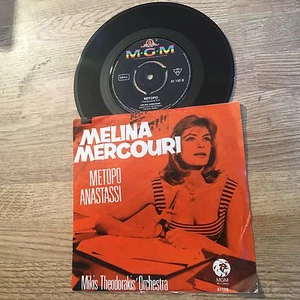 M-G-M
METOPO
MELINA
MERCOURI
METOPO
ANASTASSI
Mikis Theodorakis' Orchestra
MGM